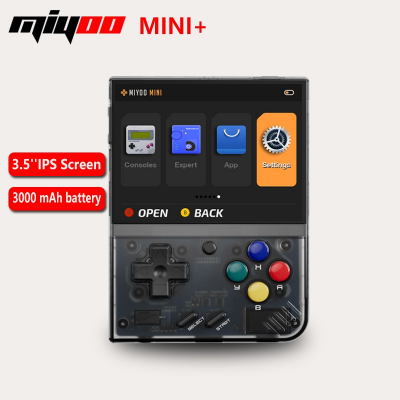 miyoo MINI+
MIYOO MINI
3.5''IPS Screen
3000 mAh battery
Consoles Expert App Settings
OPEN BACK
H
Y A
B
SELECT START